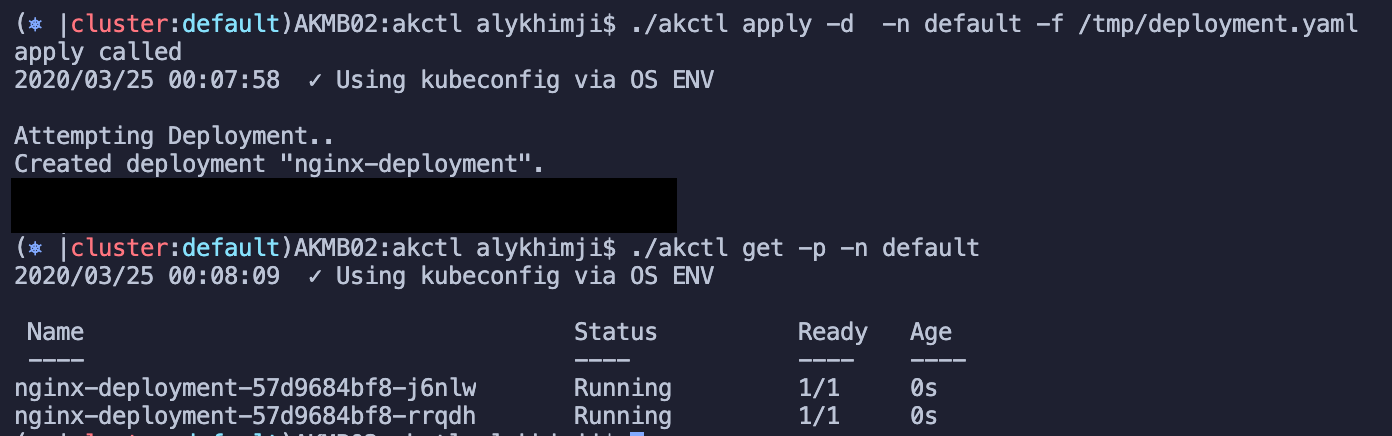 (⎈ |cluster:default)AKMB02:akctl alykhimji$ ./akctl apply -d  -n default -f /tmp/deployment.yaml
apply called
2020/03/25 00:07:58  ✓ Using kubeconfig via OS ENV
Attempting Deployment..
Created deployment "nginx-deployment".
(⎈ |cluster:default)AKMB02:akctl alykhimji$ ./akctl get -p -n default
2020/03/25 00:08:09  ✓ Using kubeconfig via OS ENV
Name Status Ready Age
---- ---- ---- ----
nginx-deployment-57d9684bf8-j6nlw Running 1/1 0s
nginx-deployment-57d9684bf8-rrqdh Running 1/1 0s